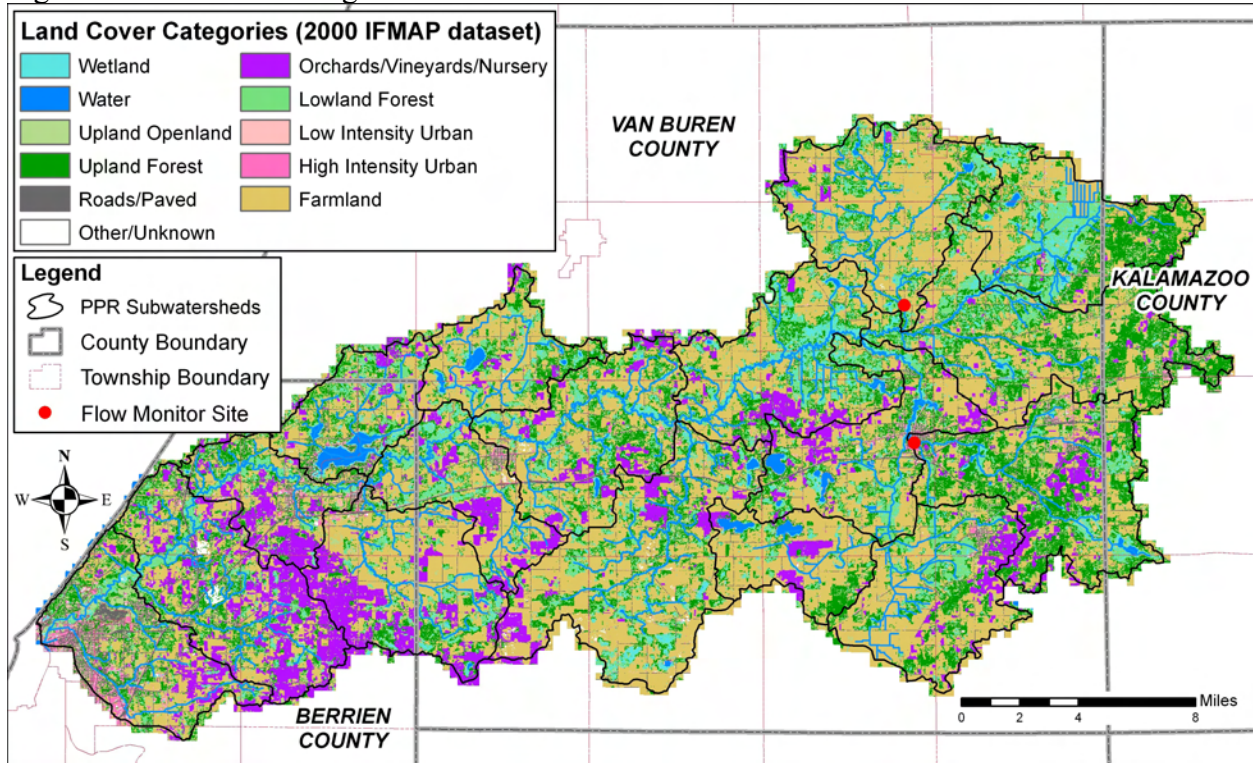 Land Cover Categories (2000 IFMAP dataset)
Wetland
Water
Upland Openland
Upland Forest
Roads/Paved
Other/Unknown
Orchards/Vineyards/Nursery
Lowland Forest
Low Intensity Urban
High Intensity Urban
Farmland
Legend
PPR Subwatersheds
County Boundary
Township Boundary
Flow Monitor Site
N
W
E
S
VAN BUREN
COUNTY
KALAMAZOO
COUNTY
BERRIEN
COUNTY
Miles
0 2 4 8